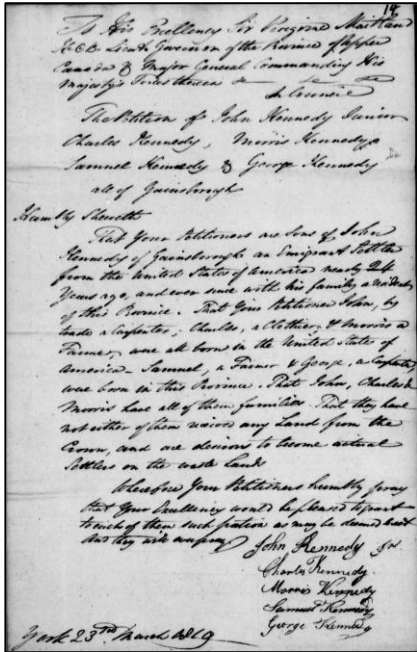 14
To His Excellency Sir Peregrine Maitland
K.C.B. Lieut. Governor of the Province of Upper
Canada & Major General Commanding His
Majesty's Forces therein &c &c &c
In Council
The Petition of John Kennedy Junior
Charles Kennedy, Morris Kennedy
Samuel Kennedy & George Kennedy
all of Gainsborough
Humbly Sheweth
That Your Petitioners are Sons of John
Kennedy of Gainsborough an Emigrant Settler
from the United States of America nearly 24
Years ago, and ever since with his family a resident
of this Province. That Your Petitioner John, by
trade a Carpenter, Charles, a Clothier, & Morris a
Farmer, were all born in the United States of
America - Samuel, a Farmer & George, a Carpenter
were born in this Province. That John, Charles &
Morris have all of them families. That they have
not either of them received any Land from the
Crown, and are desirous to become actual
Settlers on the waste Lands
Wherefore Your Petitioners humbly pray
that Your Excellency would be pleased to grant
to each of them such portion as may be deemed
And they will ever pray John Kennedy Jnr
Charles Kennedy.
Morris Kennedy
Samuel Kennedy
George Kennedy
York 23rd March 1819